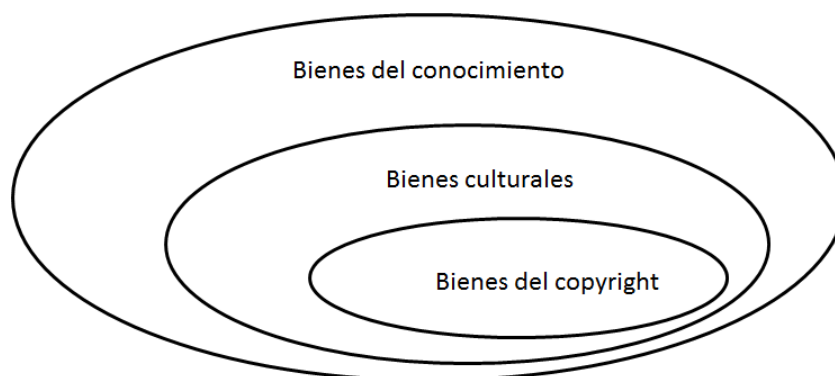 Bienes del conocimiento
Bienes culturales
Bienes del copyright